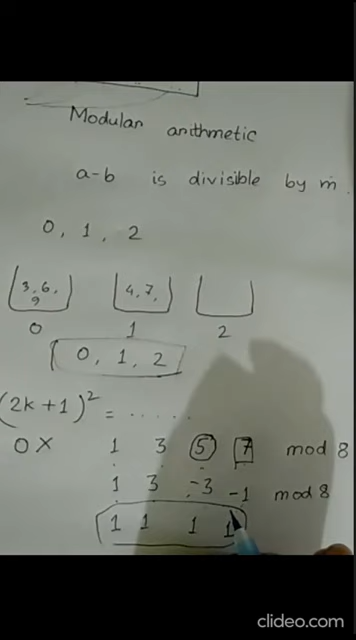 Modular arithmetic
a-b is divisible by m.
0, 1, 2
3, 6, 9
4, 7,
0 1 2
0, 1, 2
(2k+1)² = ......
0 X 1 3 5 7 mod 8
1 3 -3 -1 mod 8
1 1 1 1
clideo.com